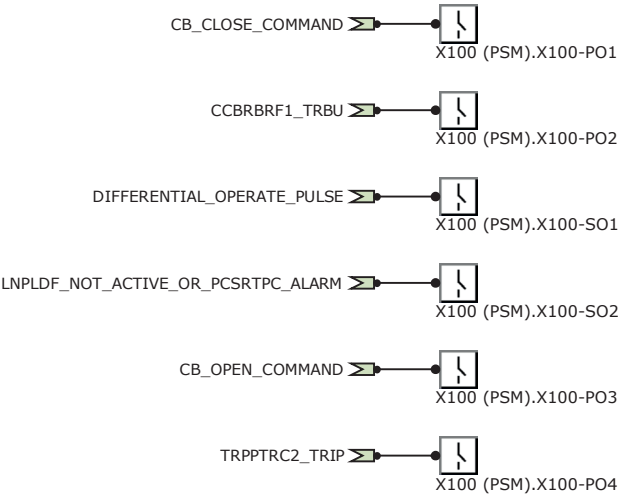 CB_CLOSE_COMMAND
X100 (PSM).X100-PO1
CCBRBRF1_TRBU
X100 (PSM).X100-PO2
DIFFERENTIAL_OPERATE_PULSE
X100 (PSM).X100-SO1
LNPLDF_NOT_ACTIVE_OR_PCSRTPC_ALARM
X100 (PSM).X100-SO2
CB_OPEN_COMMAND
X100 (PSM).X100-PO3
TRPPTRC2_TRIP
X100 (PSM).X100-PO4